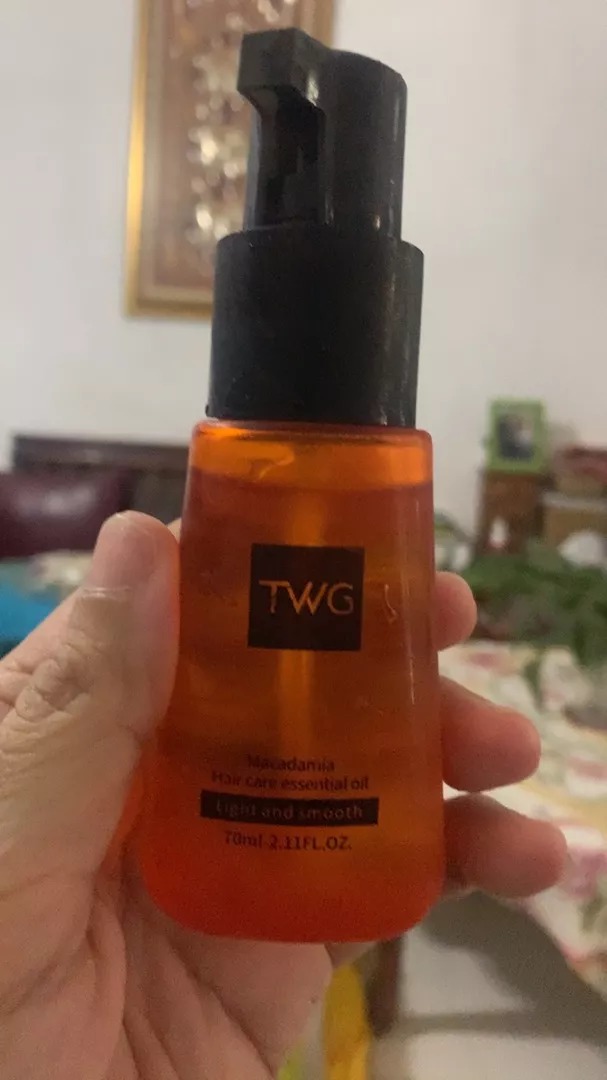 TWG
Macadamia
Hair care essential oil
Light and smooth
70ml 2.11FL.OZ.